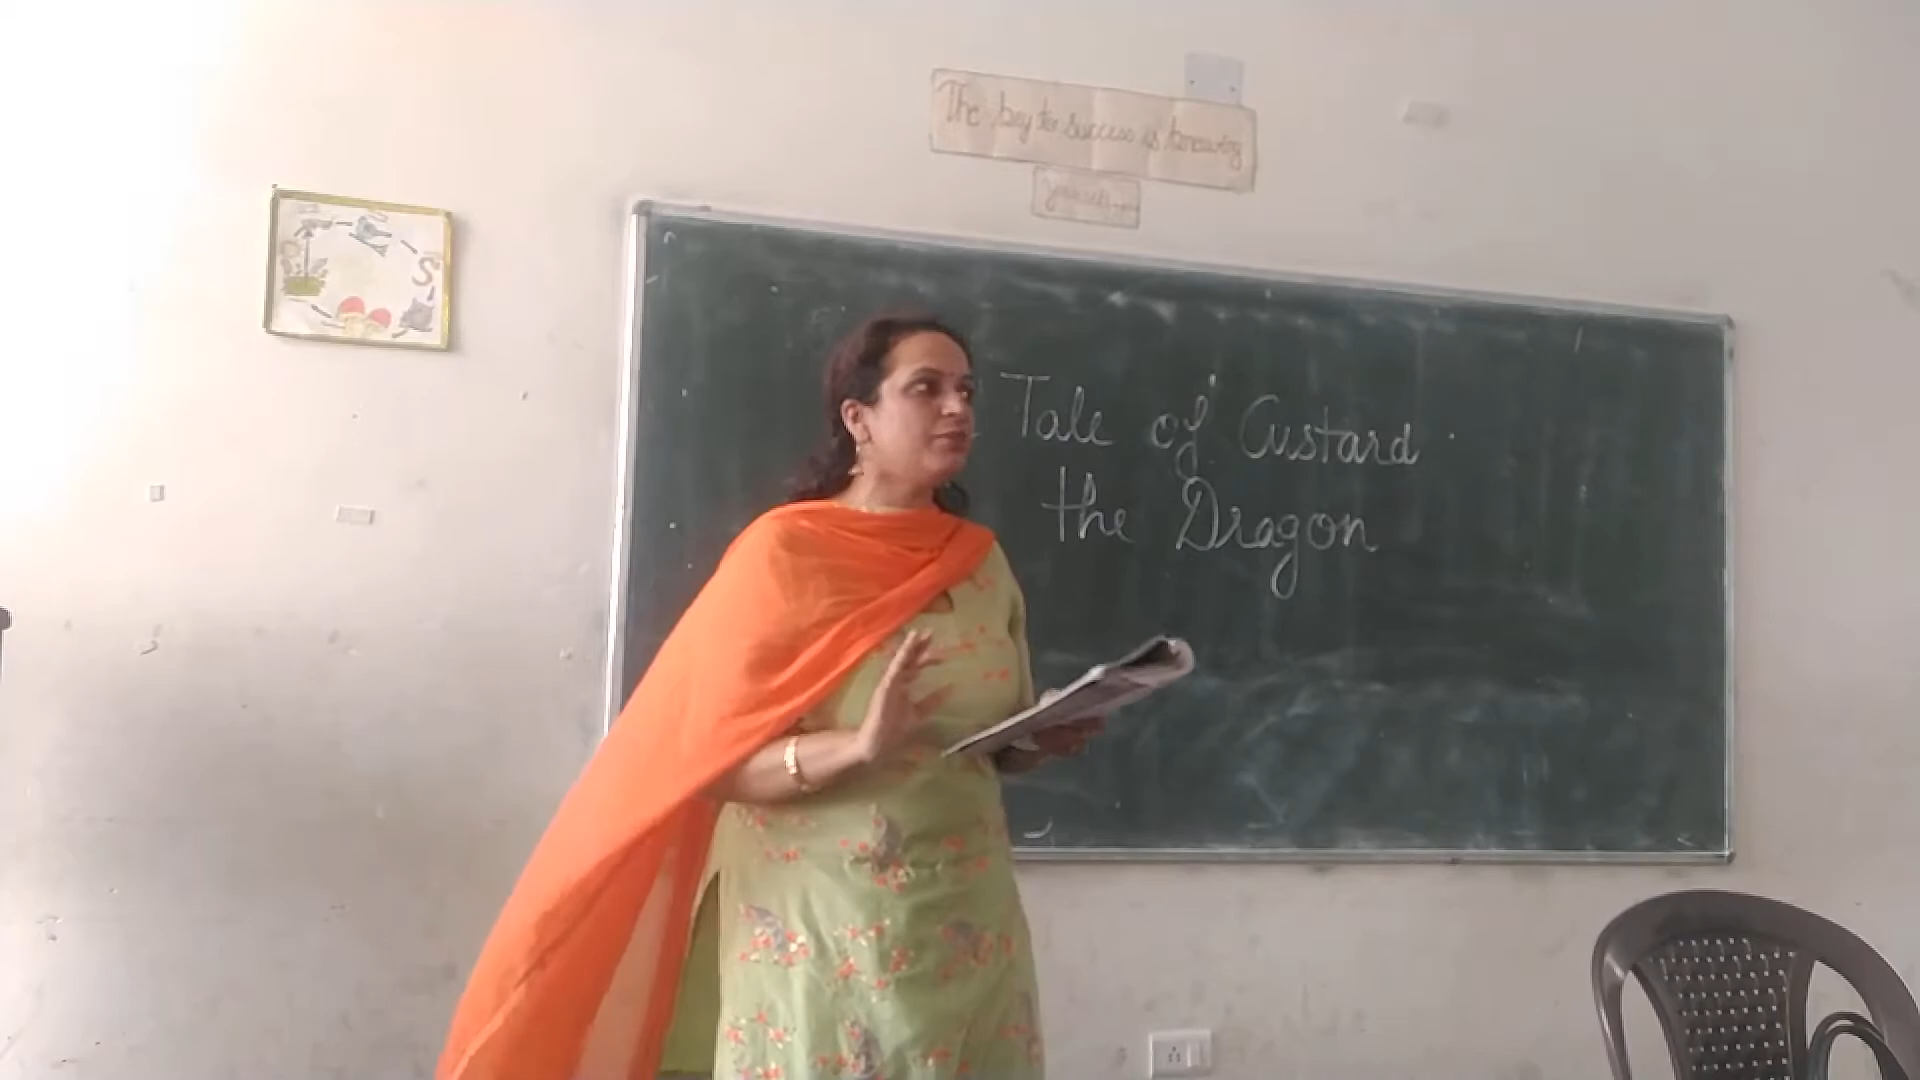 The key to success is knowing
Tale of Custard
the Dragon
S